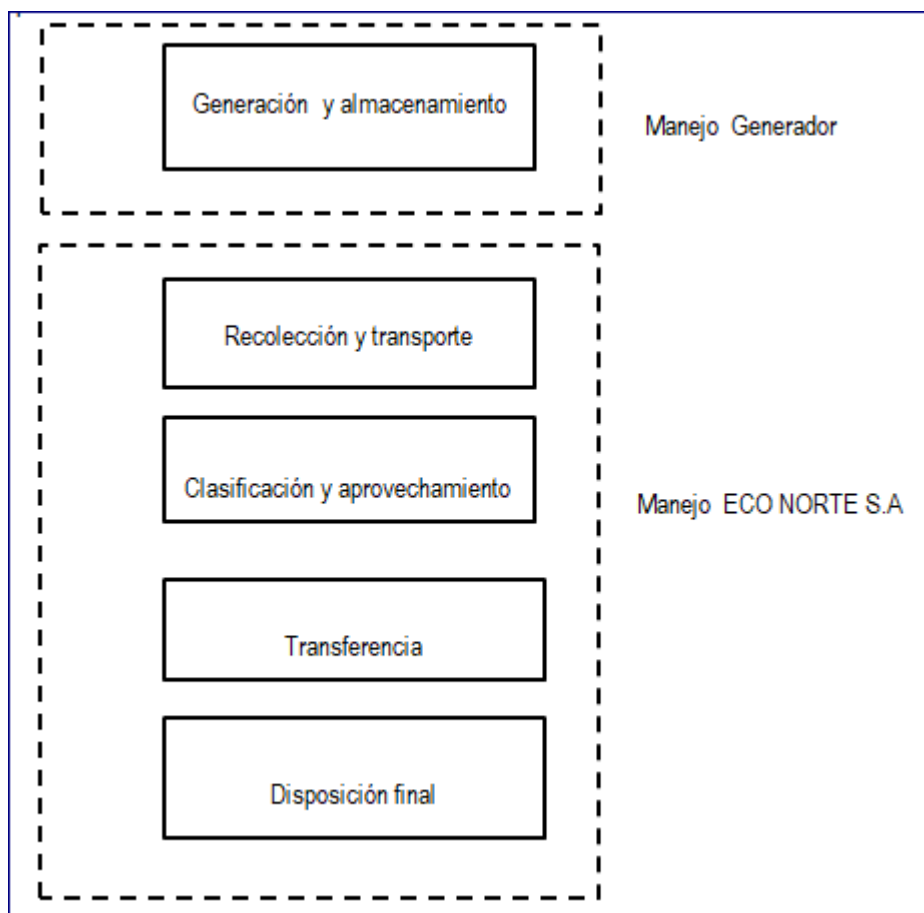 Generación y almacenamiento
Manejo Generador
Recolección y transporte
Clasificación y aprovechamiento
Manejo ECO NORTE S.A
Transferencia
Disposición final